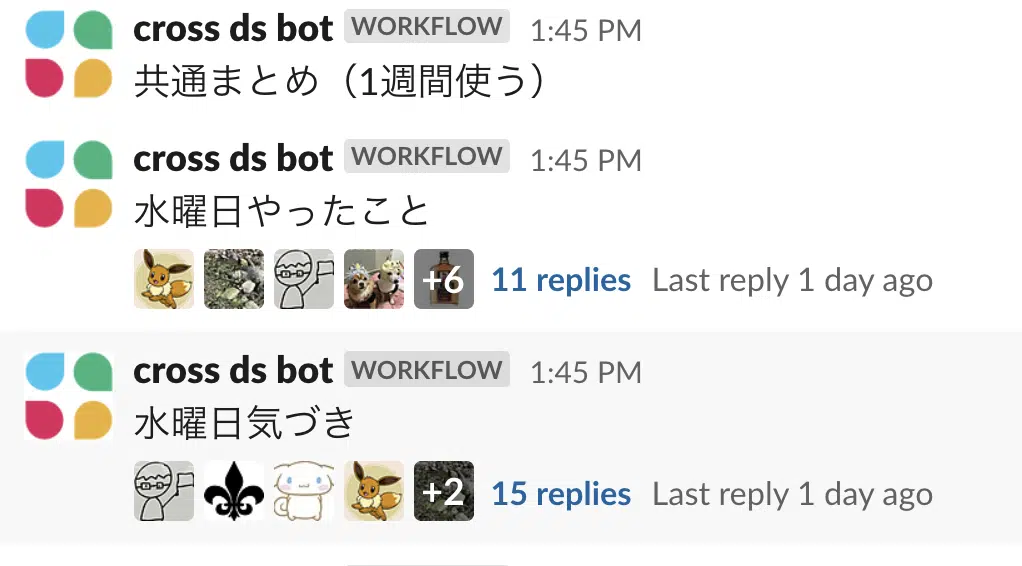 cross ds bot WORKFLOW 1:45 PM
共通まとめ（1週間使う）
cross ds bot WORKFLOW 1:45 PM
水曜日やったこと
+6 11 replies Last reply 1 day ago
cross ds bot WORKFLOW 1:45 PM
水曜日気づき
+2 15 replies Last reply 1 day ago